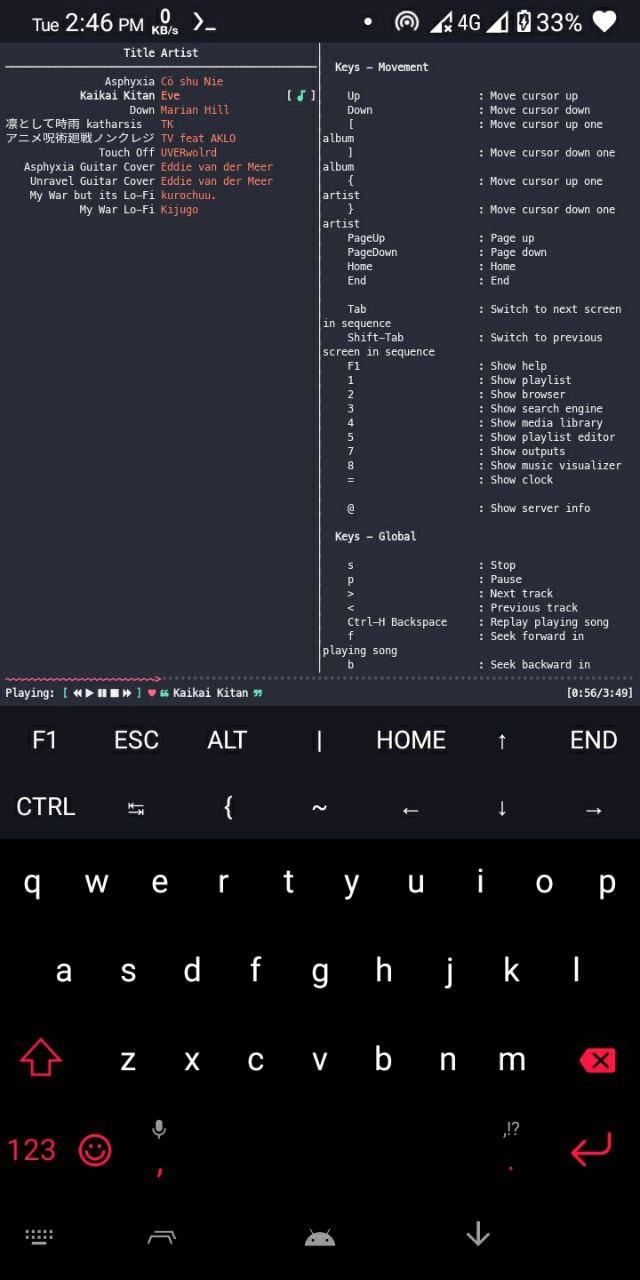 Tue 2:46 PM 0 KB/s 4G 33%
Title Artist
Asphyxia Cö shu Nie
Kaikai Kitan Eve [ ]
Down Marian Hill
凛として時雨 katharsis TK
アニメ呪術廻戦ノンクレジ TV feat AKLO
Touch Off UVERwolrd
Asphyxia Guitar Cover Eddie van der Meer
Unravel Guitar Cover Eddie van der Meer
My War but its Lo-Fi kurochuu.
My War Lo-Fi Kijugo
Keys - Movement
Up : Move cursor up
Down : Move cursor down
[ : Move cursor up one
album
] : Move cursor down one
album
{ : Move cursor up one
artist
} : Move cursor down one
artist
PageUp : Page up
PageDown : Page down
Home : Home
End : End
Tab : Switch to next screen
in sequence
Shift-Tab : Switch to previous
screen in sequence
F1 : Show help
1 : Show playlist
2 : Show browser
3 : Show search engine
4 : Show media library
5 : Show playlist editor
7 : Show outputs
8 : Show music visualizer
= : Show clock
@ : Show server info
Keys - Global
s : Stop
p : Pause
> : Next track
< : Previous track
Ctrl-H Backspace : Replay playing song
f : Seek forward in
playing song
b : Seek backward in
Playing: [ ] ❝ Kaikai Kitan ❞ [0:56/3:49]
F1 ESC ALT | HOME ↑ END
CTRL ↹ { ~ ← ↓ →
q w e r t y u i o p
a s d f g h j k l
z x c v b n m
,!?
123 , .